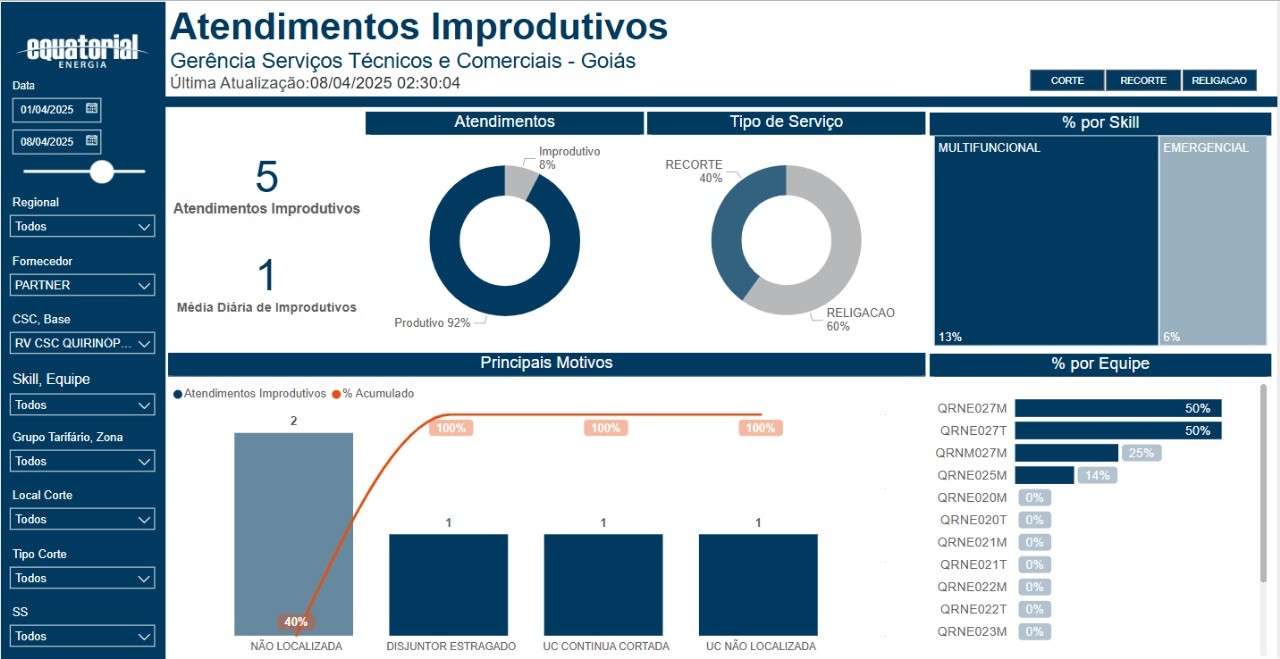 equatorial
ENERGIA
Data
01/04/2025
08/04/2025
Regional
Todos
Fornecedor
PARTNER
CSC, Base
RV CSC QUIRINOP...
Skill, Equipe
Todos
Grupo Tarifário, Zona
Todos
Local Corte
Todos
Tipo Corte
Todos
SS
Todos
Atendimentos Improdutivos
Gerência Serviços Técnicos e Comerciais - Goiás
Última Atualização:08/04/2025 02:30:04
CORTE RECORTE RELIGACAO
5
Atendimentos Improdutivos
1
Média Diária de Improdutivos
Atendimentos
Improdutivo
8%
Produtivo 92%
Tipo de Serviço
RECORTE
40%
RELIGACAO
60%
% por Skill
MULTIFUNCIONAL
13%
EMERGENCIAL
6%
Principais Motivos
Atendimentos Improdutivos % Acumulado
2 1 1 1
40% 100% 100% 100%
NÃO LOCALIZADA DISJUNTOR ESTRAGADO UC CONTINUA CORTADA UC NÃO LOCALIZADA
% por Equipe
QRNE027M 50%
QRNE027T 50%
QRNM027M 25%
QRNE025M 14%
QRNE020M 0%
QRNE020T 0%
QRNE021M 0%
QRNE021T 0%
QRNE022M 0%
QRNE022T 0%
QRNE023M 0%